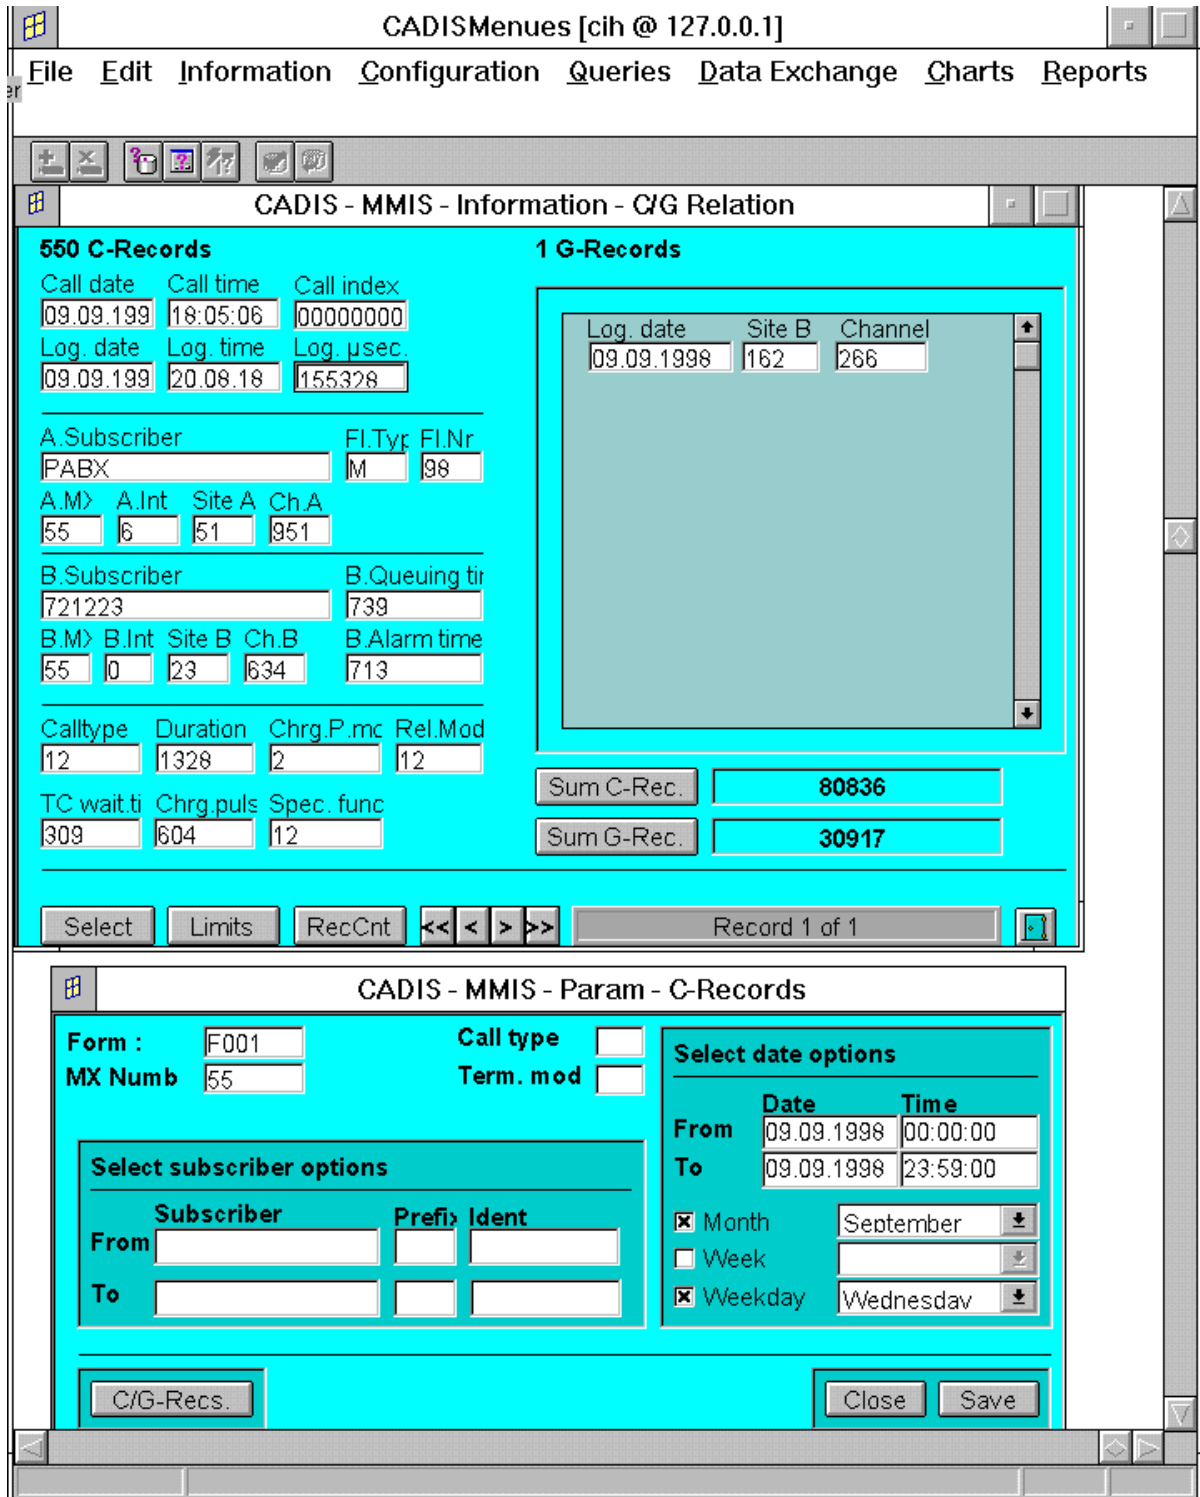 CADISMenues [cih @ 127.0.0.1]
File Edit Information Configuration Queries Data Exchange Charts Reports
er
CADIS - MMIS - Information - C/G Relation
550 C-Records
Call date Call time Call index
09.09.199 18:05:06 00000000
Log. date Log. time Log. µsec.
09.09.199 20.08.18 155328
A.Subscriber Fl.Typ Fl.Nr
PABX M 98
A.M> A.Int Site A Ch.A
55 6 51 951
B.Subscriber B.Queuing tir
721223 739
B.M> B.Int Site B Ch.B B.Alarm time
55 0 23 634 713
Calltype Duration Chrg.P.mc Rel.Mod
12 1328 2 12
TC wait.ti Chrg.puls Spec. func
309 604 12
1 G-Records
Log. date Site B Channel
09.09.1998 162 266
Sum C-Rec. 80836
Sum G-Rec. 30917
Select Limits RecCnt << < > >> Record 1 of 1
CADIS - MMIS - Param - C-Records
Form : F001 Call type
MX Numb 55 Term. mod
Select subscriber options
Subscriber Prefix Ident
From
To
Select date options
Date Time
From 09.09.1998 00:00:00
To 09.09.1998 23:59:00
Month September
Week
Weekday Wednesday
C/G-Recs. Close Save